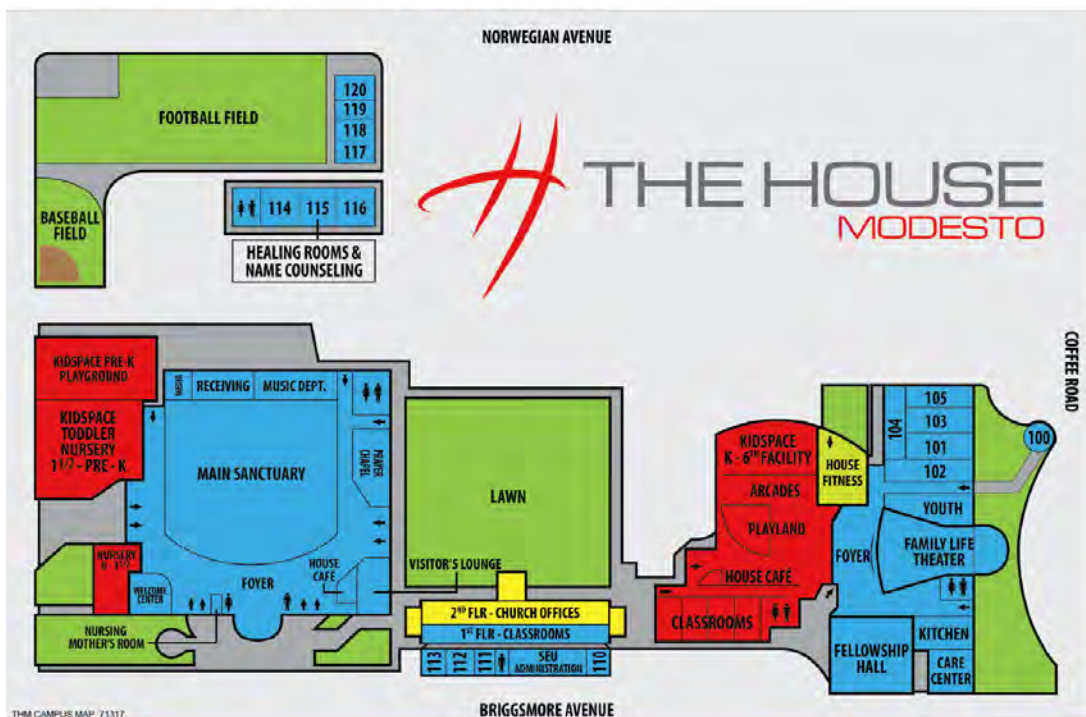 NORWEGIAN AVENUE
FOOTBALL FIELD
120
119
118
117
BASEBALL
FIELD
114 115 116
HEALING ROOMS &
NAME COUNSELING
THE HOUSE
MODESTO
COFFEE ROAD
KIDSPACE PRE-K
PLAYGROUND
KIDSPACE
TODDLER
NURSERY
1 1/2 - PRE - K
MEDIA
RECEIVING
MUSIC DEPT.
MAIN SANCTUARY
PRAYER
CHAPEL
NURSERY
0 - 1 1/2
WELCOME
CENTER
FOYER
HOUSE
CAFÉ
VISITOR'S LOUNGE
NURSING
MOTHER'S ROOM
LAWN
2ND FLR - CHURCH OFFICES
1ST FLR - CLASSROOMS
113
112
111
SEU
ADMINISTRATION
110
KIDSPACE
K - 6TH FACILITY
ARCADES
PLAYLAND
HOUSE CAFÉ
CLASSROOMS
HOUSE
FITNESS
104
105
103
101
102
100
YOUTH
FOYER
FAMILY LIFE
THEATER
FELLOWSHIP
HALL
KITCHEN
CARE
CENTER
BRIGGSMORE AVENUE
THM CAMPUS MAP 71317